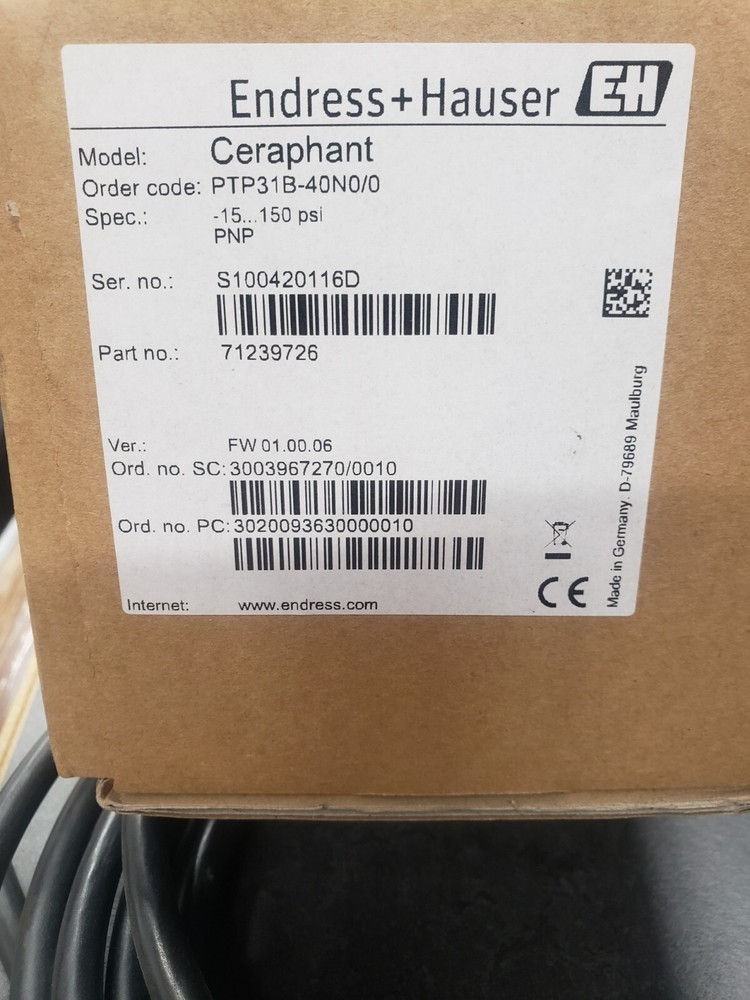 Endress+Hauser EH
Model: Ceraphant
Order code: PTP31B-40N0/0
Spec.: -15...150 psi
PNP
Ser. no.: S100420116D
Part no.: 71239726
Ver.: FW 01.00.06
Ord. no. SC: 3003967270/0010
Ord. no. PC: 3020093630000010
Internet: www.endress.com
CE
Made in Germany. D-79689 Maulburg